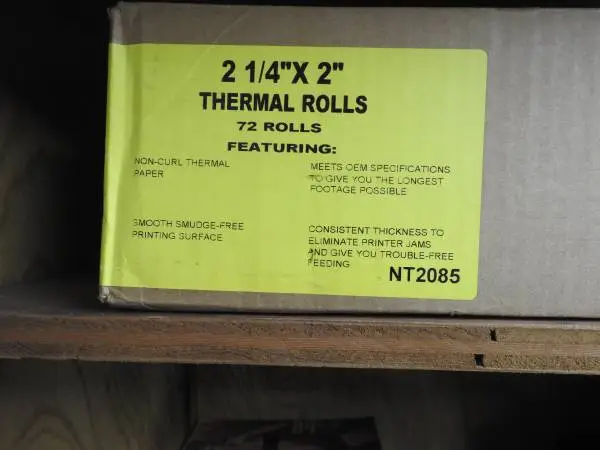 2 1/4"X 2"
THERMAL ROLLS
72 ROLLS
FEATURING:
NON-CURL THERMAL
PAPER
MEETS OEM SPECIFICATIONS
TO GIVE YOU THE LONGEST
FOOTAGE POSSIBLE
SMOOTH SMUDGE-FREE
PRINTING SURFACE
CONSISTENT THICKNESS TO
ELIMINATE PRINTER JAMS
AND GIVE YOU TROUBLE-FREE
FEEDING
NT2085